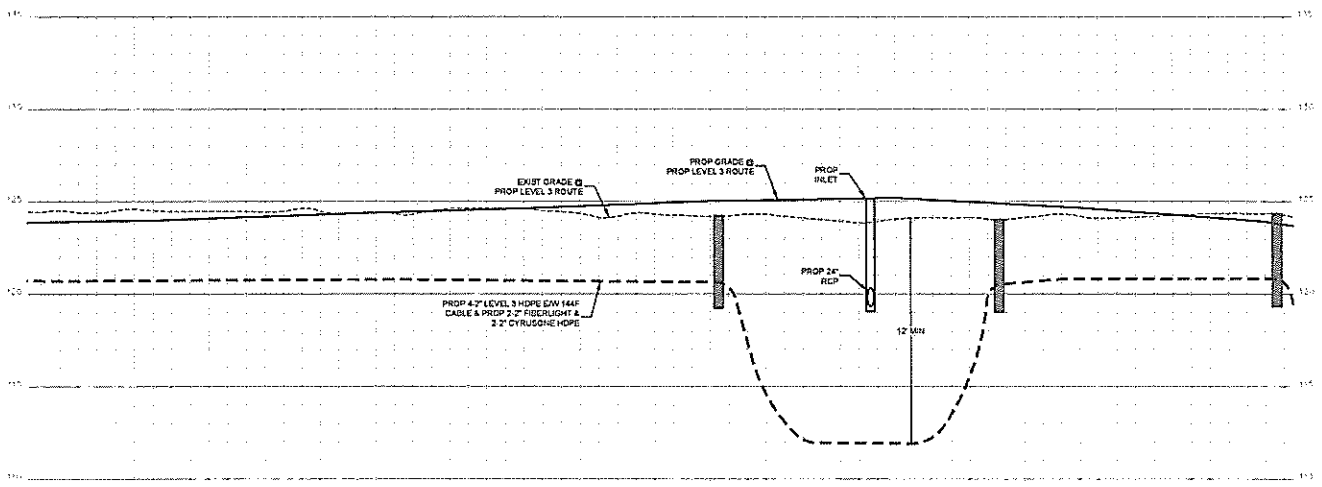 PROP GRADE @
PROP LEVEL 3 ROUTE
PROP
INLET
EXIST GRADE @
PROP LEVEL 3 ROUTE
PROP 24"
RCP
PROP 4-2" LEVEL 3 HDPE E/W 144F
CABLE & PROP 2-2" FIBERLIGHT &
2-2" CYRUSONE HDPE
12' MIN